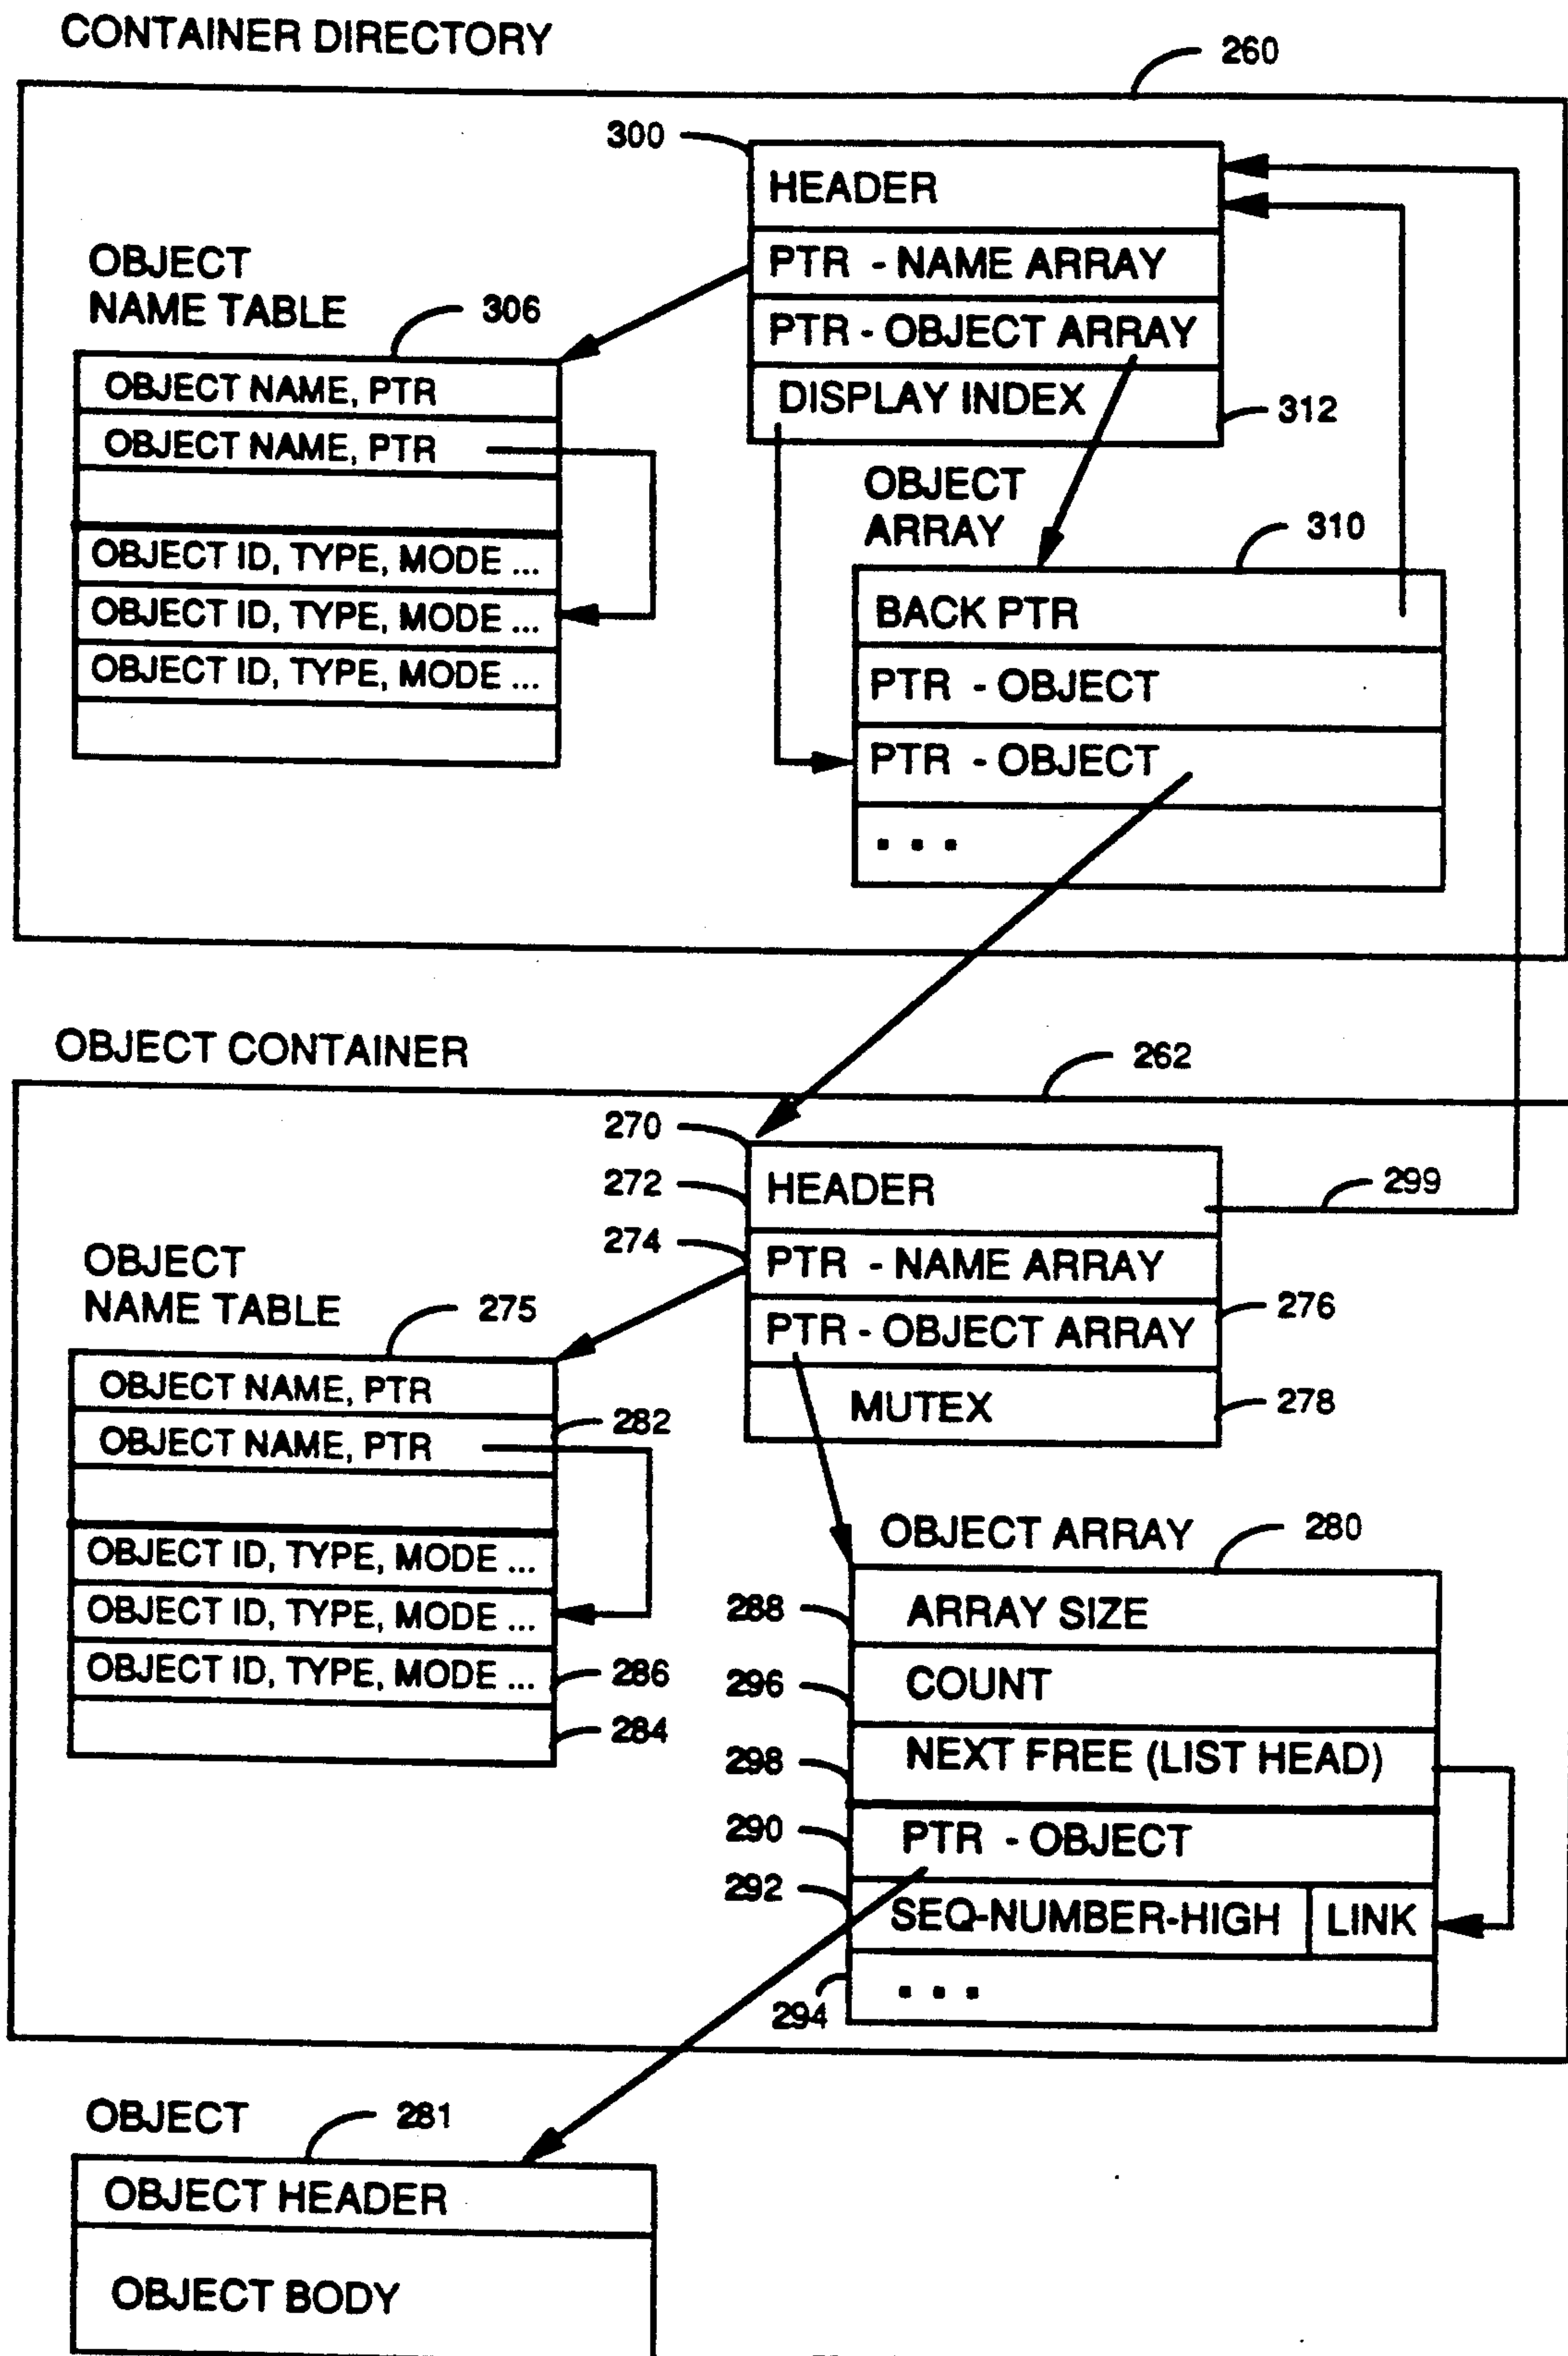 CONTAINER DIRECTORY
260
300
HEADER
PTR - NAME ARRAY
PTR - OBJECT ARRAY
DISPLAY INDEX
312
OBJECT
NAME TABLE
306
OBJECT NAME, PTR
OBJECT NAME, PTR
OBJECT ID, TYPE, MODE ...
OBJECT ID, TYPE, MODE ...
OBJECT ID, TYPE, MODE ...
OBJECT
ARRAY
310
BACK PTR
PTR - OBJECT
PTR - OBJECT
...
OBJECT CONTAINER
262
270
272
HEADER
299
274
PTR - NAME ARRAY
276
PTR - OBJECT ARRAY
MUTEX
278
OBJECT
NAME TABLE
275
OBJECT NAME, PTR
282
OBJECT NAME, PTR
OBJECT ID, TYPE, MODE ...
OBJECT ID, TYPE, MODE ...
OBJECT ID, TYPE, MODE ...
286
284
OBJECT ARRAY
280
288
ARRAY SIZE
296
COUNT
298
NEXT FREE (LIST HEAD)
290
PTR - OBJECT
292
SEQ-NUMBER-HIGH LINK
294
...
OBJECT
281
OBJECT HEADER
OBJECT BODY